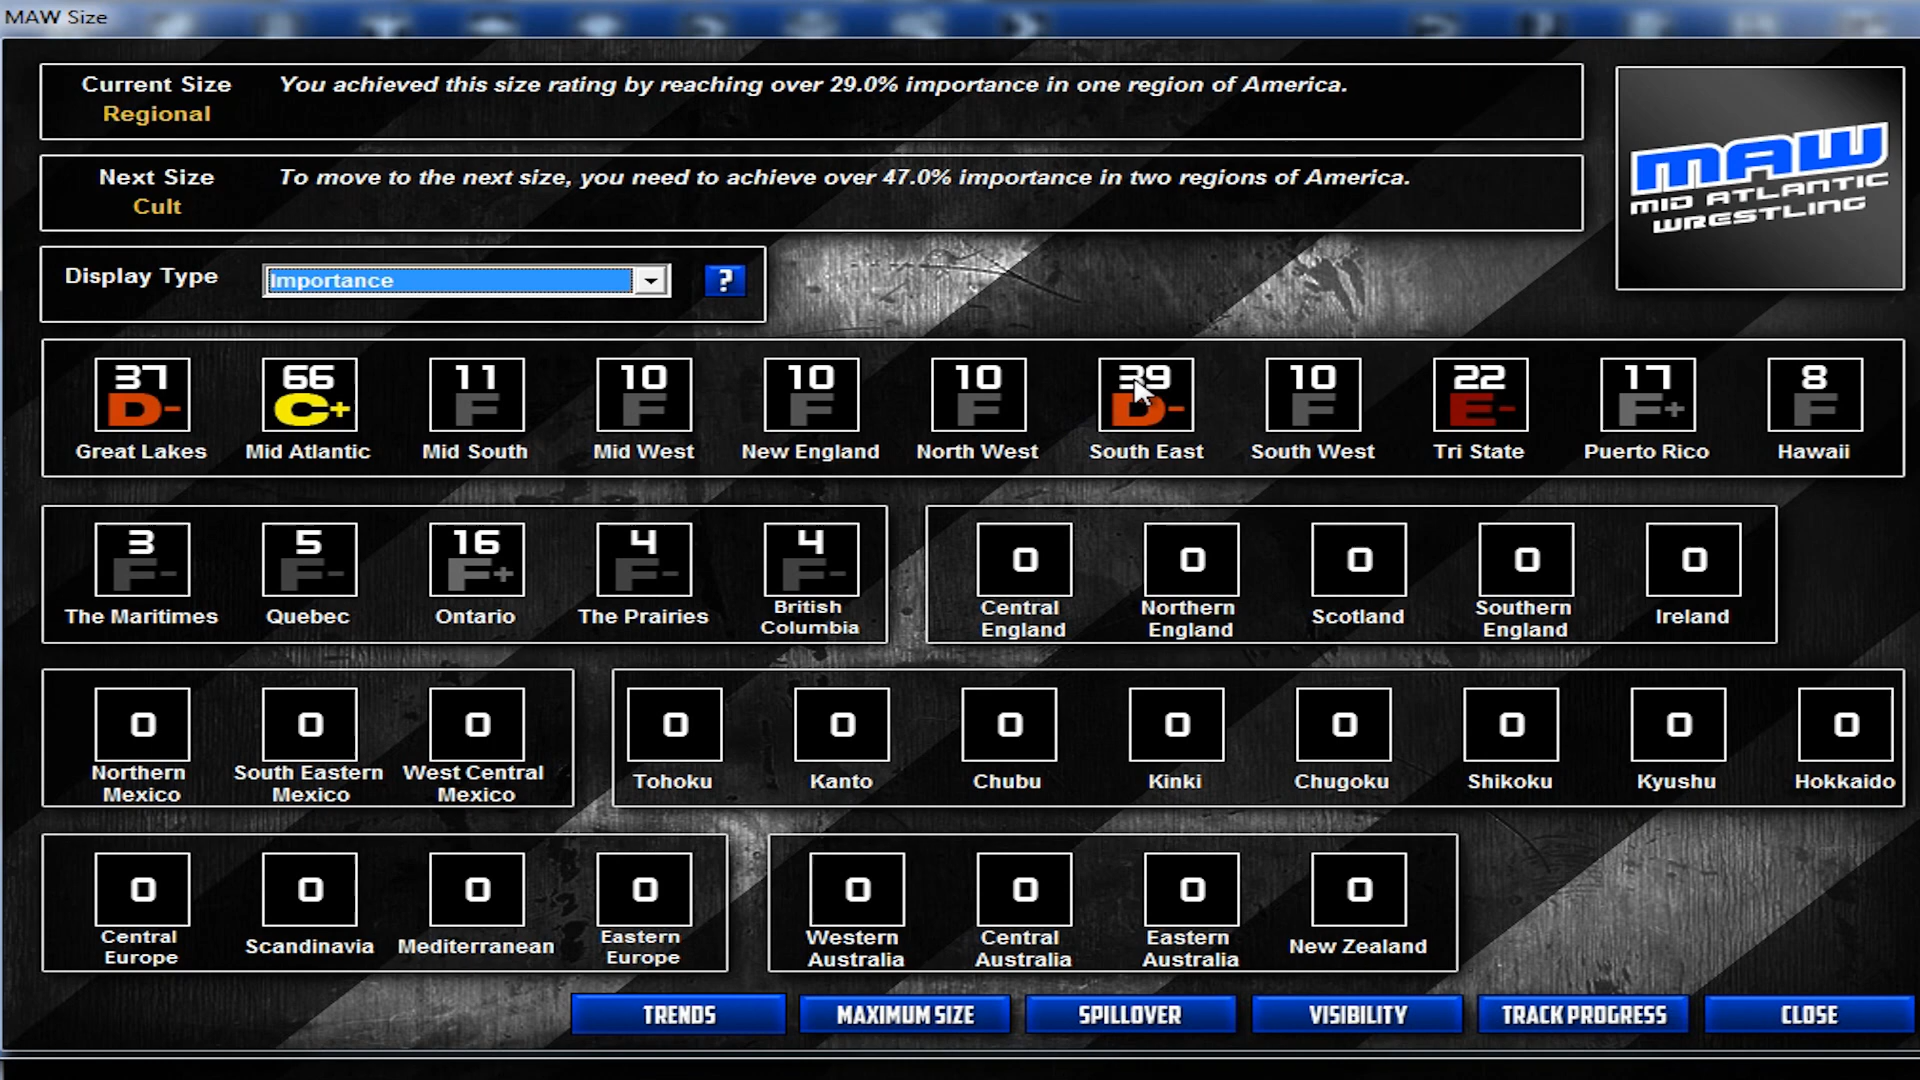 MAW Size
Current Size
Regional
You achieved this size rating by reaching over 29.0% importance in one region of America.
Next Size
Cult
To move to the next size, you need to achieve over 47.0% importance in two regions of America.
MAW
MID ATLANTIC
WRESTLING
Display Type
Importance
?
37 66 11 10 10 10 39 10 22 17 8
D- C+ F F F F D- F E- F+ F
Great Lakes Mid Atlantic Mid South Mid West New England North West South East South West Tri State Puerto Rico Hawaii
3 5 16 4 4
F- F- F+ F- F-
The Maritimes Quebec Ontario The Prairies British Columbia
0 0 0 0 0
Central England Northern England Scotland Southern England Ireland
0 0 0
Northern Mexico South Eastern Mexico West Central Mexico
0 0 0 0 0 0 0 0
Tohoku Kanto Chubu Kinki Chugoku Shikoku Kyushu Hokkaido
0 0 0 0
Central Europe Scandinavia Mediterranean Eastern Europe
0 0 0 0
Western Australia Central Australia Eastern Australia New Zealand
TRENDS MAXIMUM SIZE SPILLOVER VISIBILITY TRACK PROGRESS CLOSE